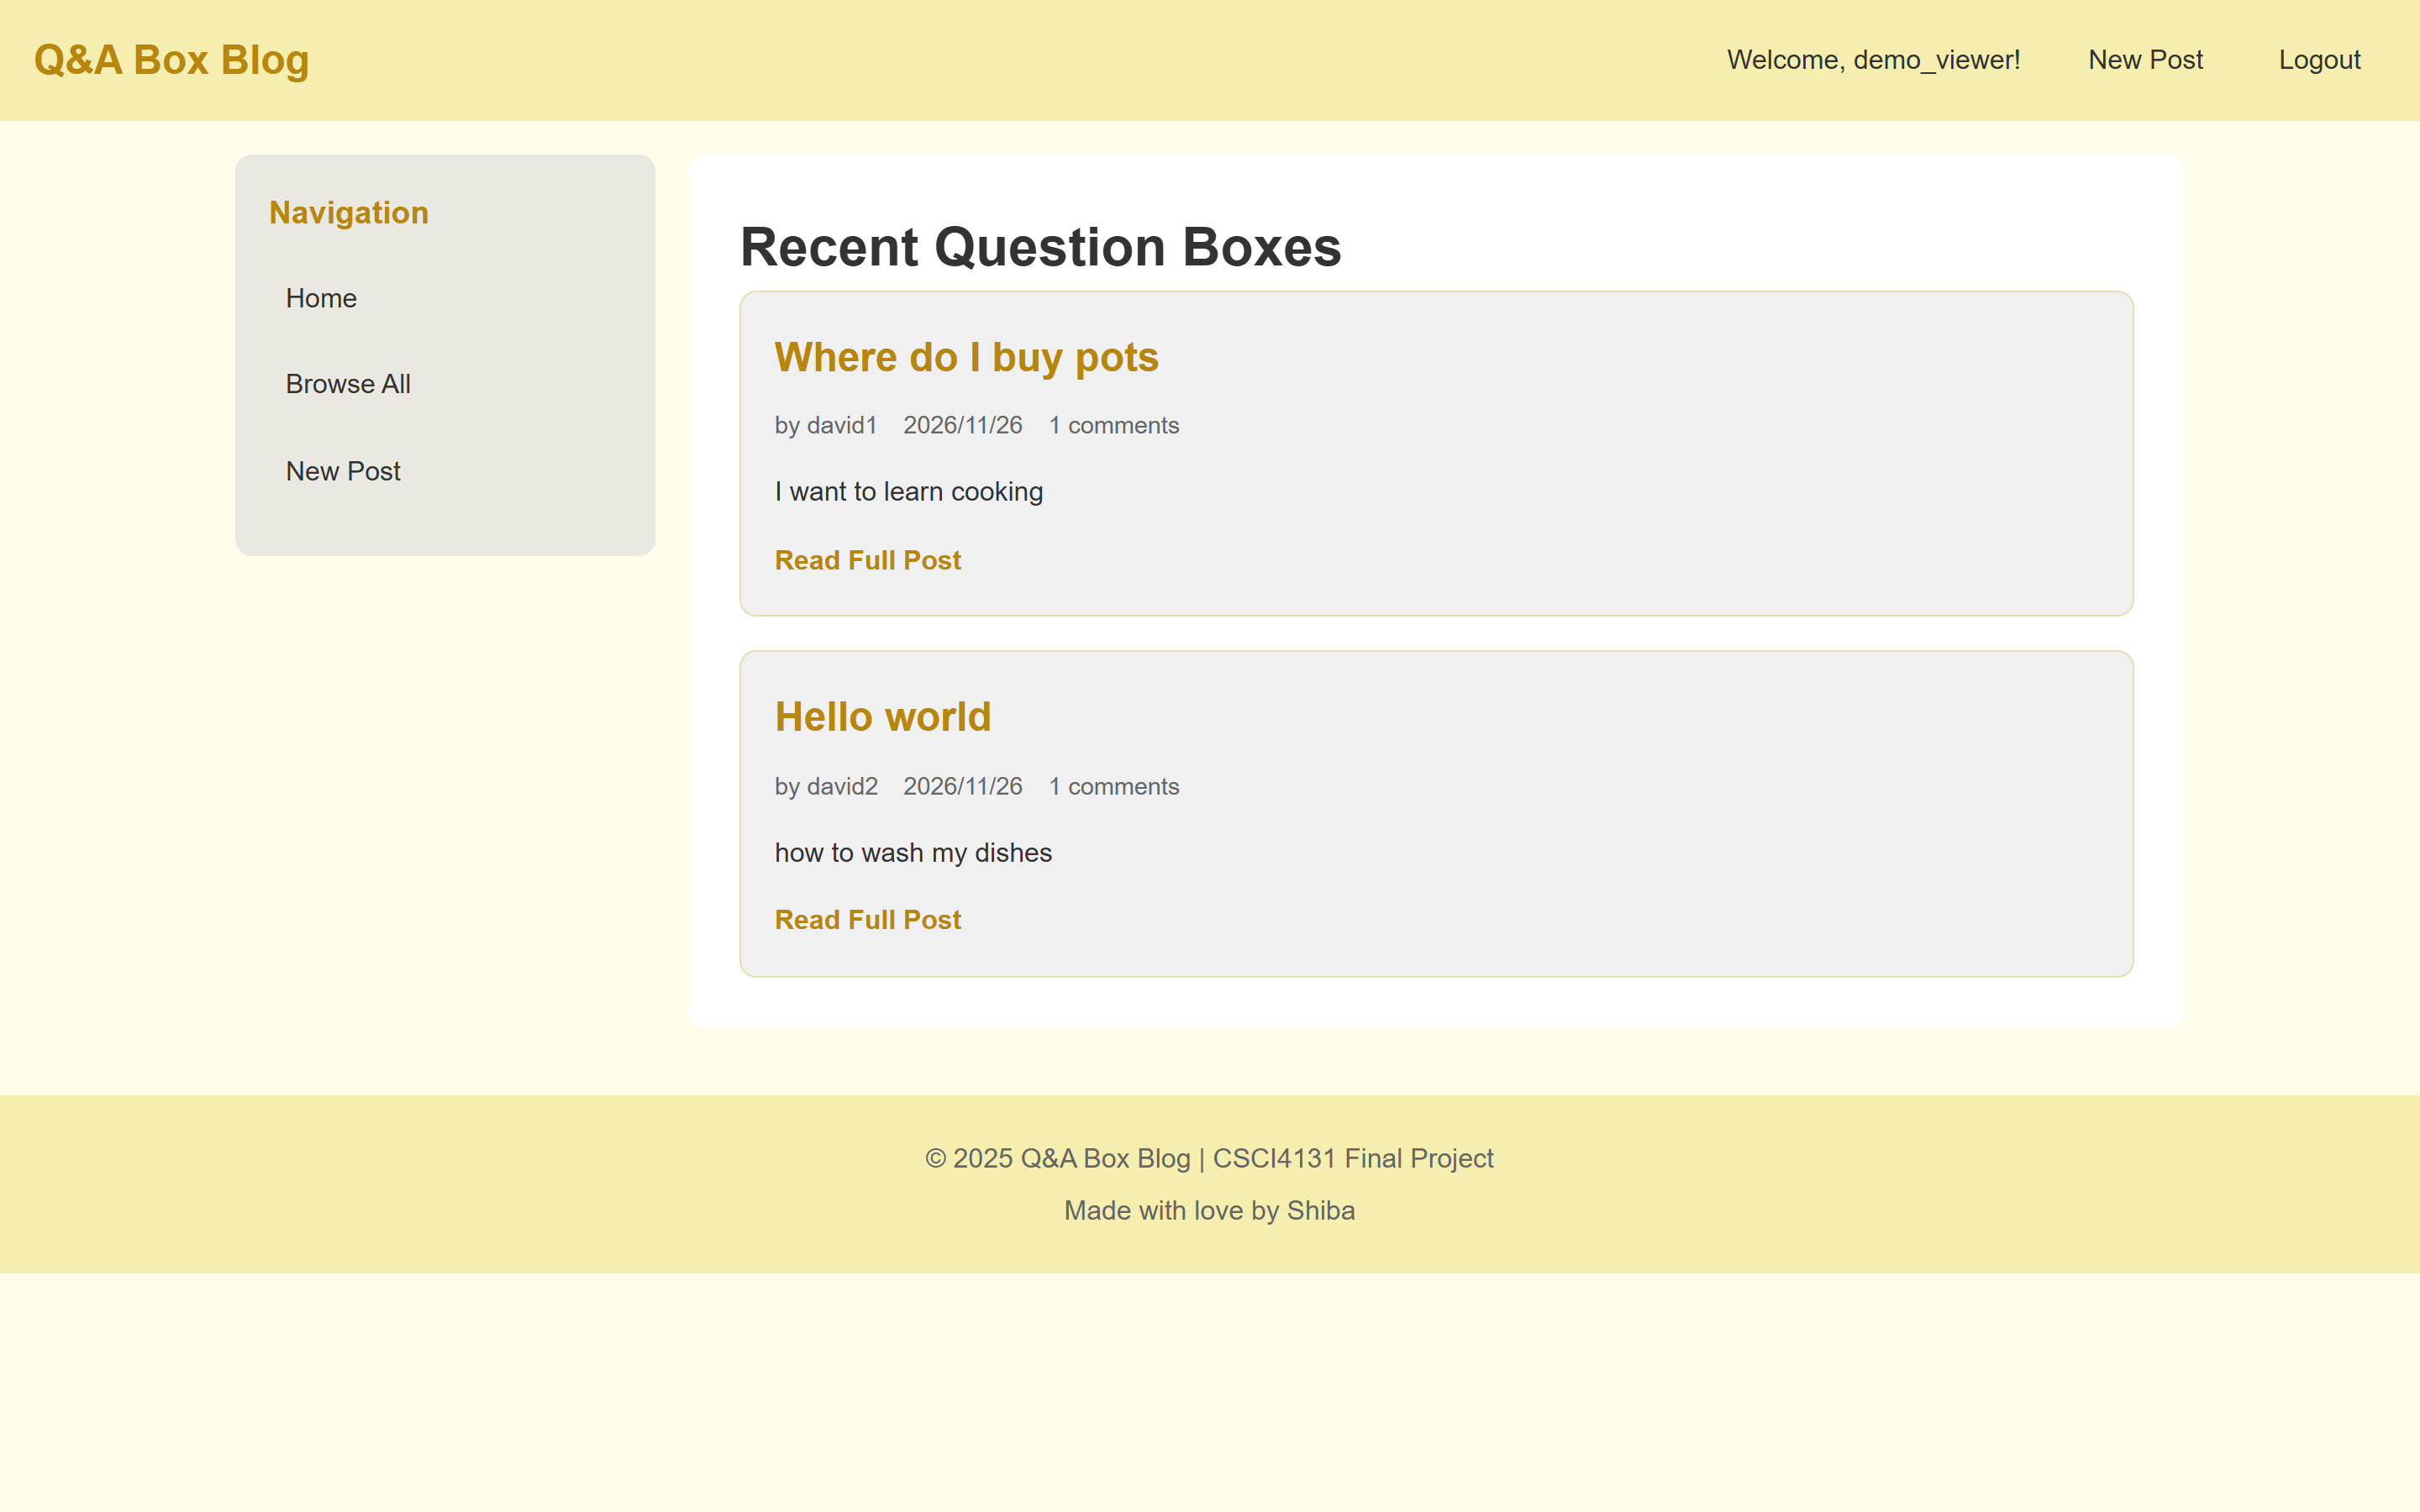 Q&A Box Blog
Welcome, demo_viewer! New Post Logout
Navigation
Home
Browse All
New Post
Recent Question Boxes
Where do I buy pots
by david1 2026/11/26 1 comments
I want to learn cooking
Read Full Post
Hello world
by david2 2026/11/26 1 comments
how to wash my dishes
Read Full Post
© 2025 Q&A Box Blog | CSCI4131 Final Project
Made with love by Shiba